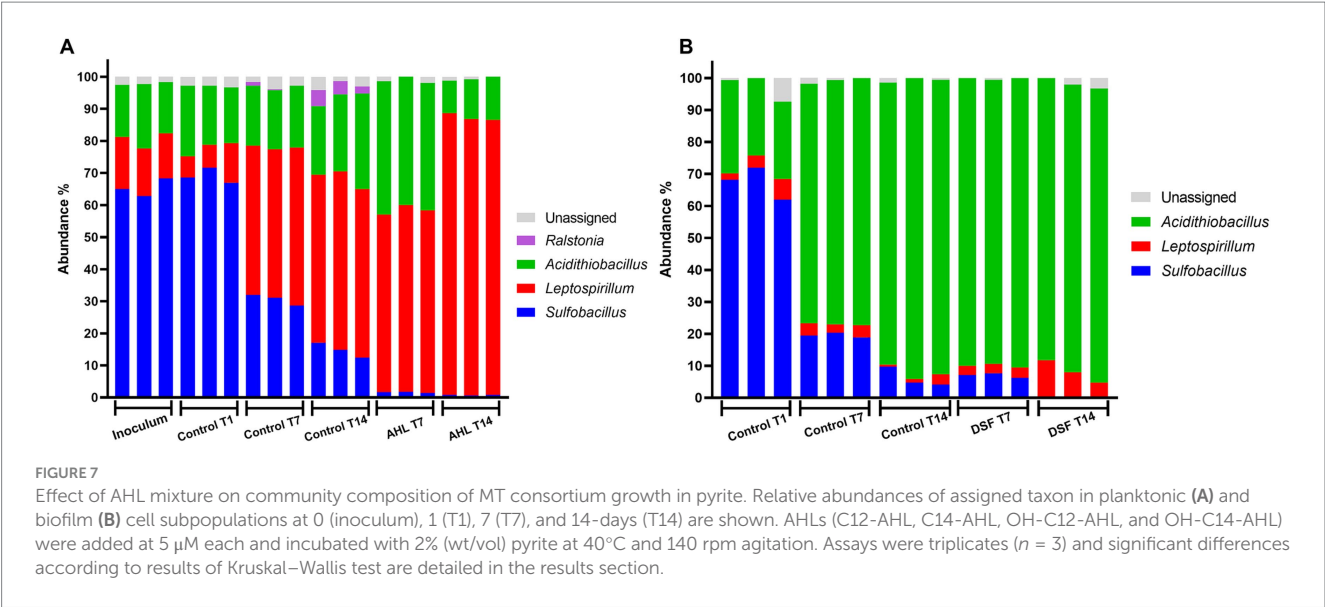 A
Abundance %
100
90
80
70
60
50
40
30
20
10
0
Inoculum
Control T1
Control T7
Control T14
AHL T7
AHL T14
Unassigned
Ralstonia
Acidithiobacillus
Leptospirillum
Sulfobacillus
B
Abundance %
100
90
80
70
60
50
40
30
20
10
0
Control T1
Control T7
Control T14
DSF T7
DSF T14
Unassigned
Acidithiobacillus
Leptospirillum
Sulfobacillus
FIGURE 7
Effect of AHL mixture on community composition of MT consortium growth in pyrite. Relative abundances of assigned taxon in planktonic (A) and
biofilm (B) cell subpopulations at 0 (inoculum), 1 (T1), 7 (T7), and 14-days (T14) are shown. AHLs (C12-AHL, C14-AHL, OH-C12-AHL, and OH-C14-AHL)
were added at 5 μM each and incubated with 2% (wt/vol) pyrite at 40°C and 140 rpm agitation. Assays were triplicates (n = 3) and significant differences
according to results of Kruskal–Wallis test are detailed in the results section.